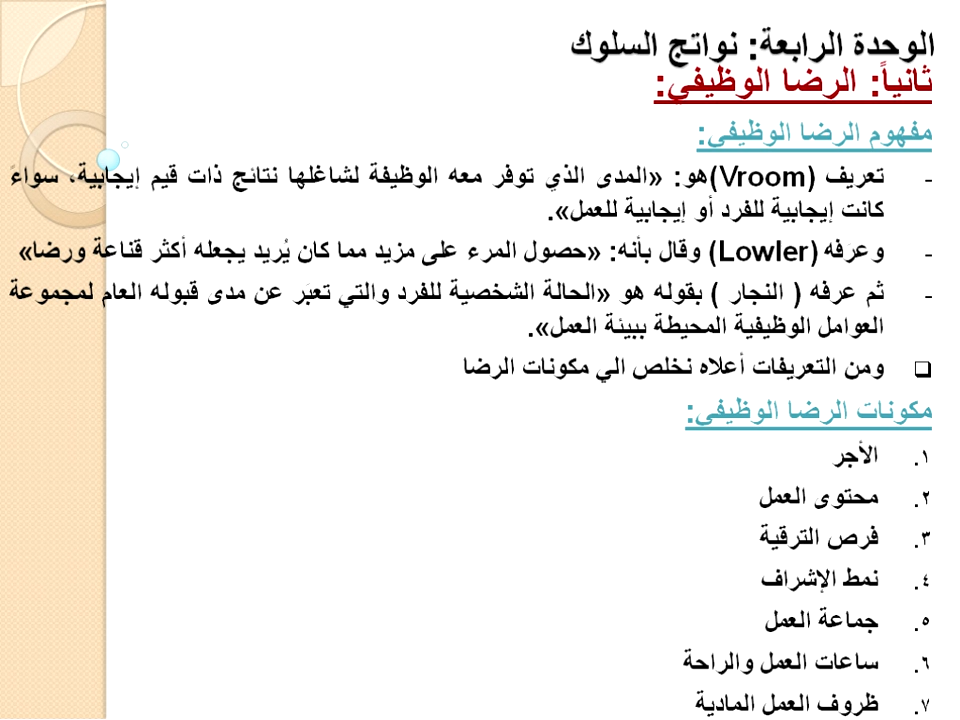 الوحدة الرابعة: نواتج السلوك
ثانياً: الرضا الوظيفي:
مفهوم الرضا الوظيفي:
- تعريف (Vroom)هو: «المدى الذي توفر معه الوظيفة لشاغلها نتائج ذات قيم إيجابية، سواءً
كانت إيجابية للفرد أو إيجابية للعمل».
- وعرَفه (Lowler) وقال بأنه: «حصول المرء على مزيد مما كان يُريد يجعله أكثر قناعة ورضا»
- ثم عرفه ( النجار ) بقوله هو «الحالة الشخصية للفرد والتي تعبَر عن مدى قبوله العام لمجموعة
العوامل الوظيفية المحيطة ببيئة العمل».
❑ ومن التعريفات أعلاه نخلص الي مكونات الرضا
مكونات الرضا الوظيفي:
١. الأجر
٢. محتوى العمل
٣. فرص الترقية
٤. نمط الإشراف
٥. جماعة العمل
٦. ساعات العمل والراحة
٧. ظروف العمل المادية